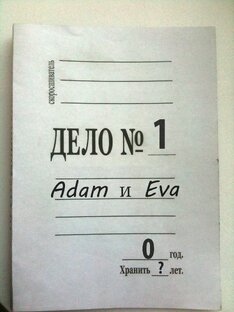 скоросшиватель
ДЕЛО № 1
Adam и Eva
0 год.
Хранить ? лет.